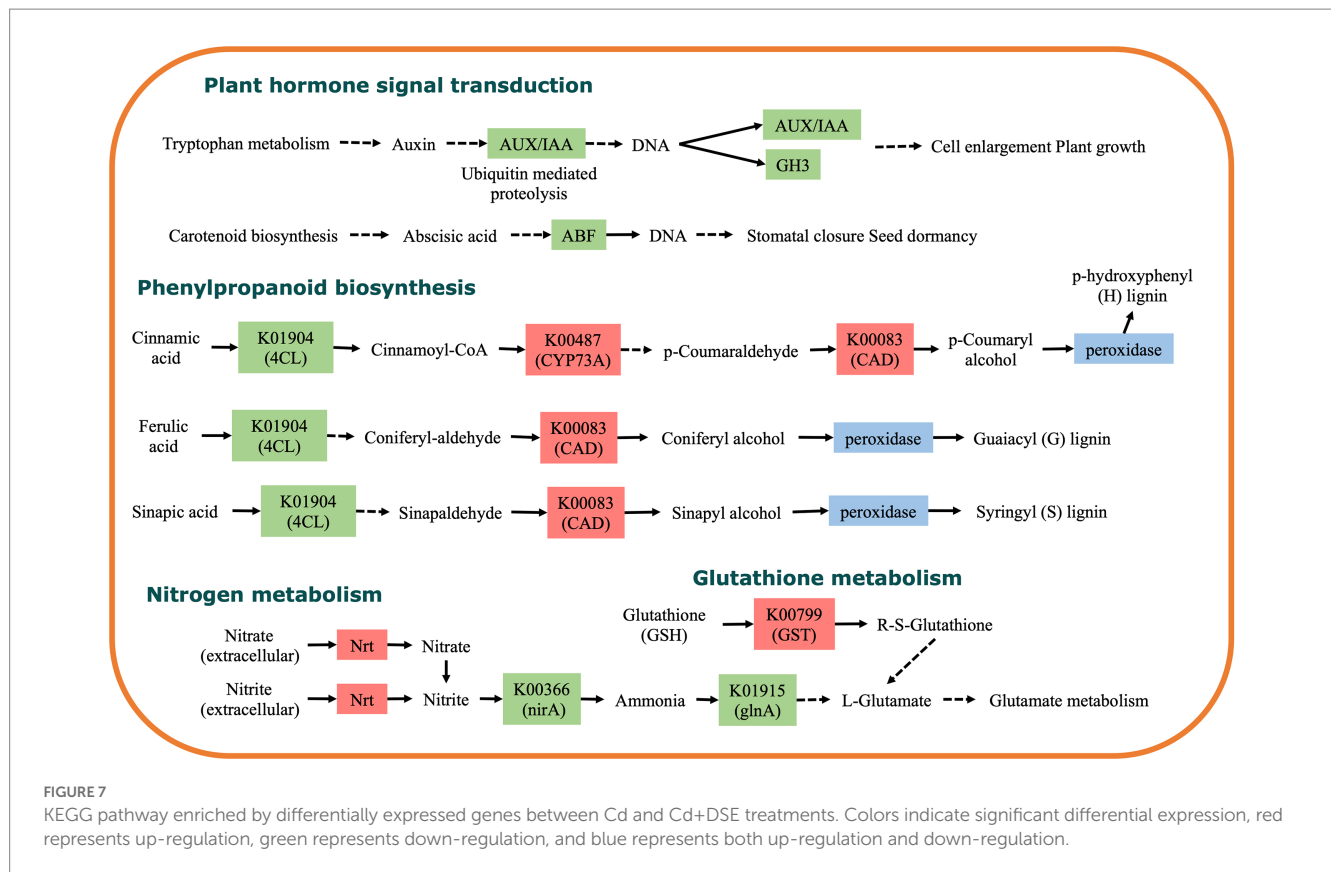 Plant hormone signal transduction
Tryptophan metabolism
Auxin
AUX/IAA
Ubiquitin mediated
proteolysis
DNA
AUX/IAA
GH3
Cell enlargement Plant growth
Carotenoid biosynthesis
Abscisic acid
ABF
DNA
Stomatal closure Seed dormancy
Phenylpropanoid biosynthesis
Cinnamic
acid
K01904
(4CL)
Cinnamoyl-CoA
K00487
(CYP73A)
p-Coumaraldehyde
K00083
(CAD)
p-Coumaryl
alcohol
peroxidase
p-hydroxyphenyl
(H) lignin
Ferulic
acid
K01904
(4CL)
Coniferyl-aldehyde
K00083
(CAD)
Coniferyl alcohol
peroxidase
Guaiacyl (G) lignin
Sinapic acid
K01904
(4CL)
Sinapaldehyde
K00083
(CAD)
Sinapyl alcohol
peroxidase
Syringyl (S) lignin
Nitrogen metabolism
Nitrate
(extracellular)
Nrt
Nitrate
Nitrite
(extracellular)
Nrt
Nitrite
K00366
(nirA)
Ammonia
K01915
(glnA)
L-Glutamate
Glutamate metabolism
Glutathione metabolism
Glutathione
(GSH)
K00799
(GST)
R-S-Glutathione
FIGURE 7
KEGG pathway enriched by differentially expressed genes between Cd and Cd+DSE treatments. Colors indicate significant differential expression, red
represents up-regulation, green represents down-regulation, and blue represents both up-regulation and down-regulation.